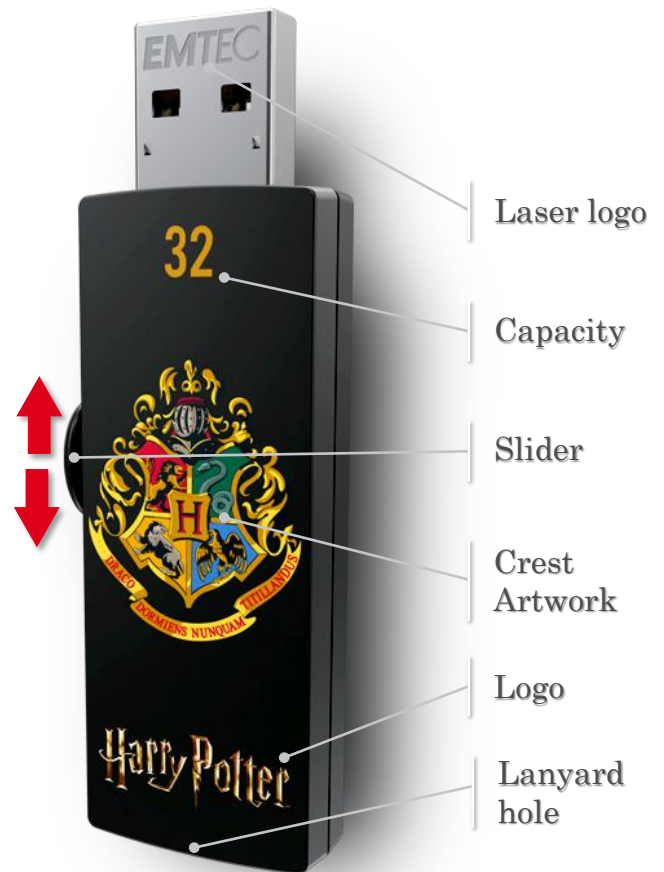 EMTEC
Laser logo
32
Capacity
Slider
H
DRACO DORMIENS NUNQUAM TITILLANDUS
Crest
Artwork
Logo
Harry Potter
Lanyard
hole